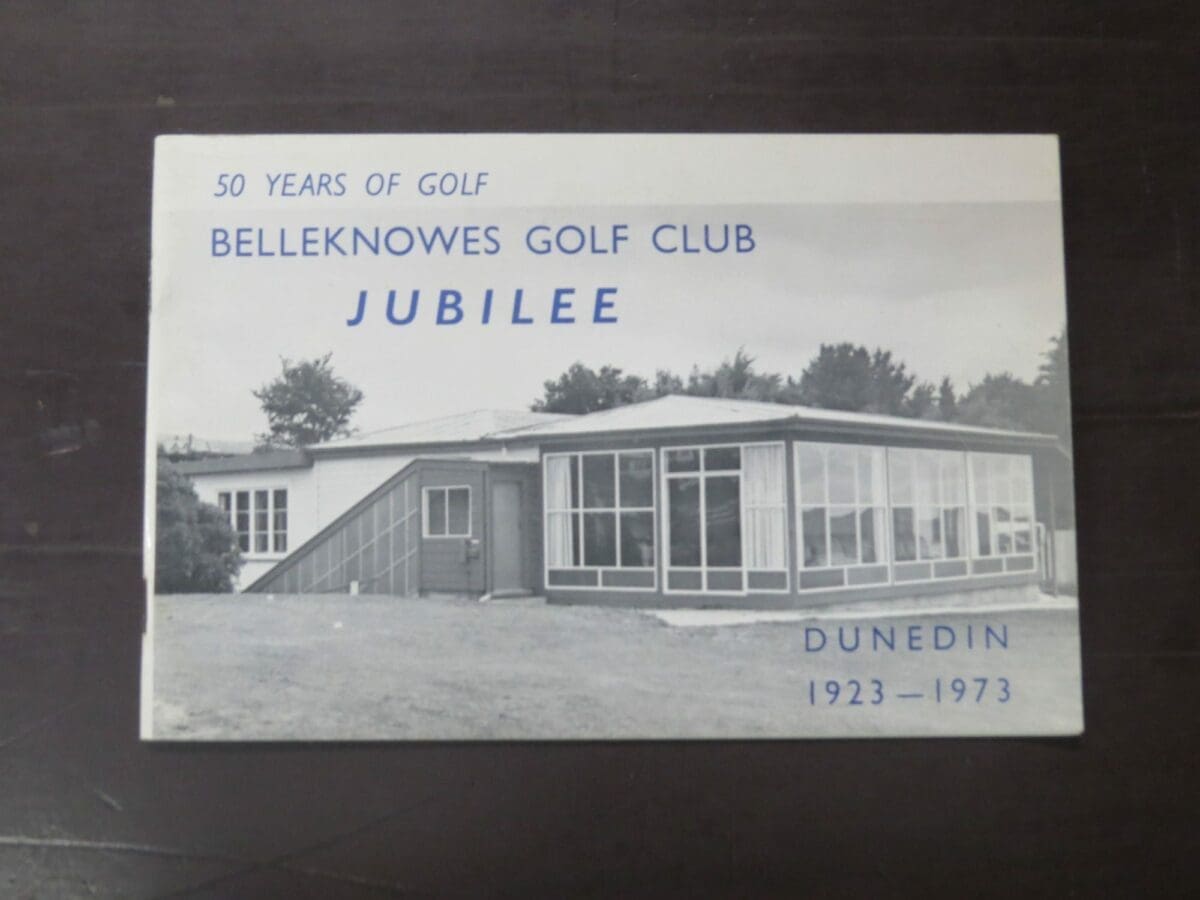 50 YEARS OF GOLF
BELLEKNOWES GOLF CLUB
JUBILEE
DUNEDIN
1923—1973